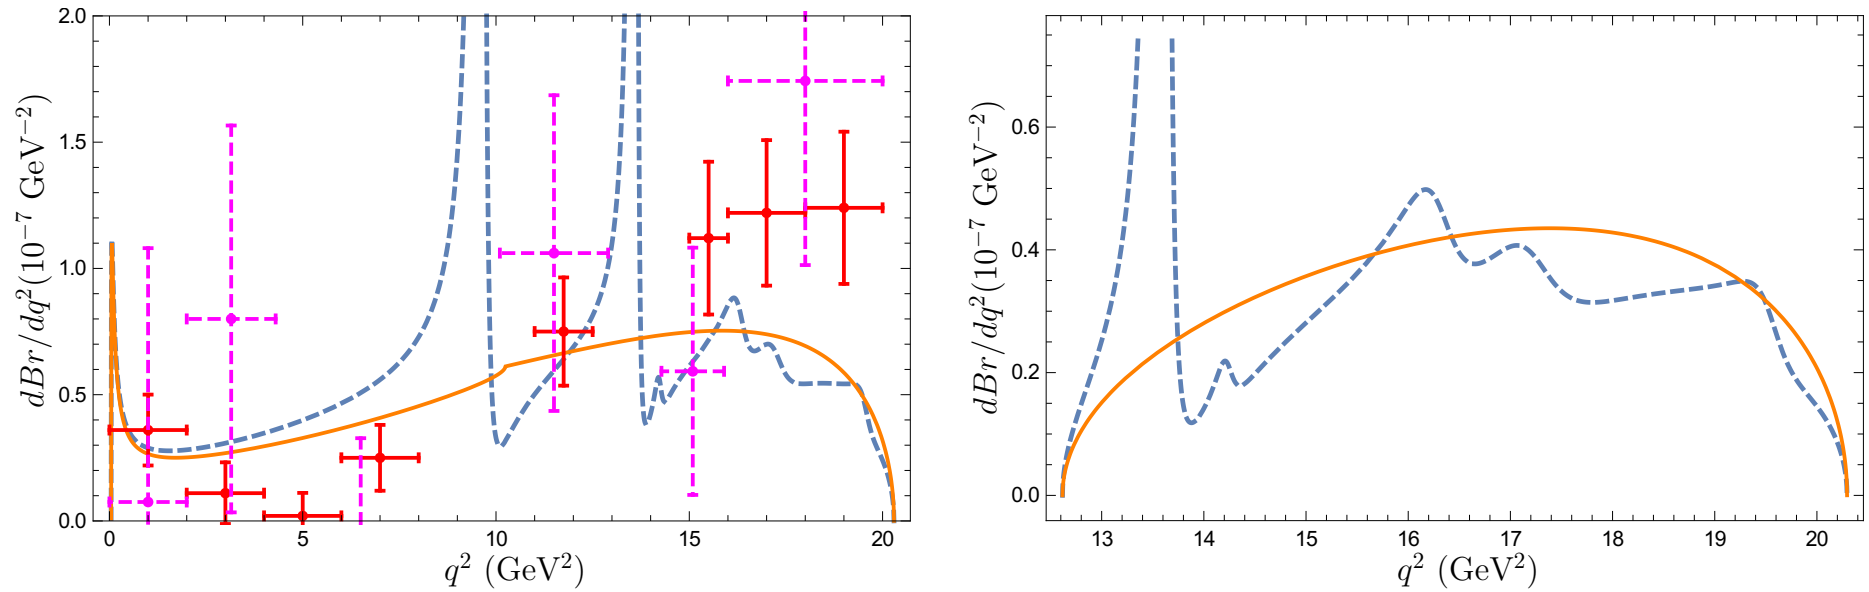 2.0
1.5
1.0
0.5
0.0
0 5 10 15 20
q² (GeV²)
dBr/dq²(10⁻⁷ GeV⁻²)
0.6
0.4
0.2
0.0
13 14 15 16 17 18 19 20
q² (GeV²)
dBr/dq²(10⁻⁷ GeV⁻²)